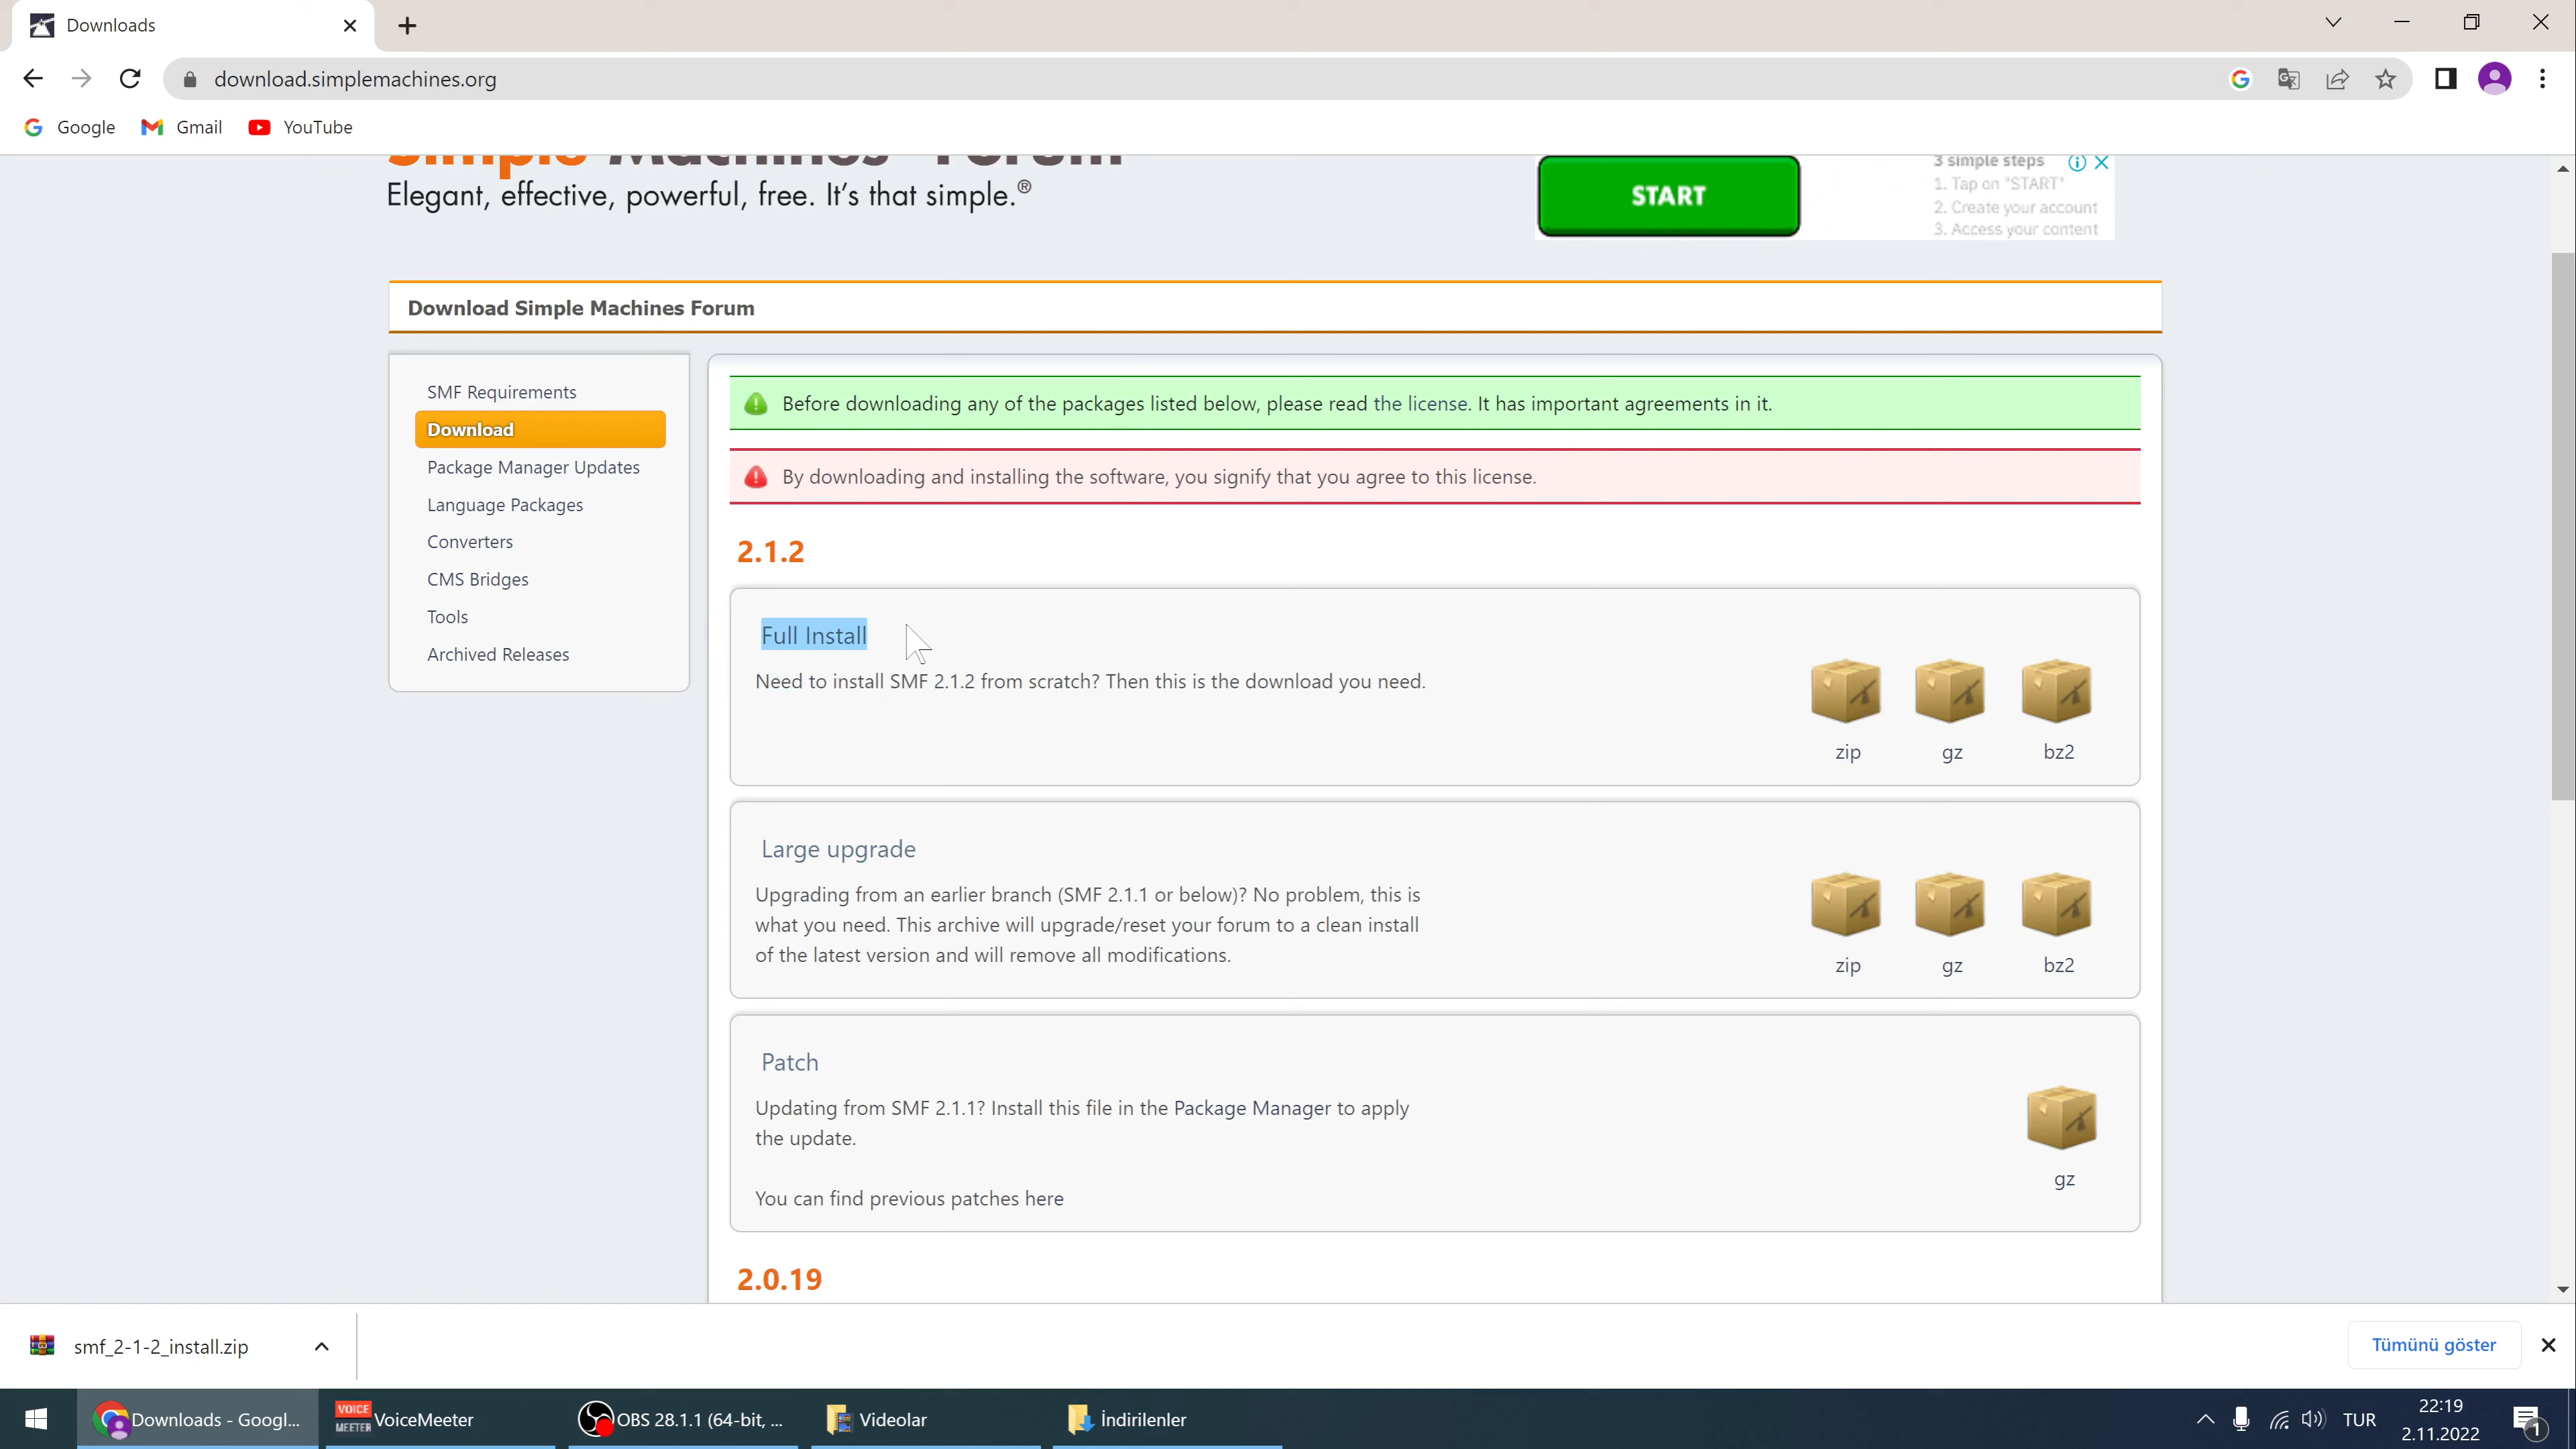 Downloads
download.simplemachines.org
Google
Gmail
YouTube
Simple Machines Forum
Elegant, effective, powerful, free. It's that simple.®
START
3 simple steps
1. Tap on "START"
2. Create your account
3. Access your content
Download Simple Machines Forum
SMF Requirements
Download
Package Manager Updates
Language Packages
Converters
CMS Bridges
Tools
Archived Releases
Before downloading any of the packages listed below, please read the license. It has important agreements in it.
By downloading and installing the software, you signify that you agree to this license.
2.1.2
Full Install
Need to install SMF 2.1.2 from scratch? Then this is the download you need.
zip gz bz2
Large upgrade
Upgrading from an earlier branch (SMF 2.1.1 or below)? No problem, this is
what you need. This archive will upgrade/reset your forum to a clean install
of the latest version and will remove all modifications.
zip gz bz2
Patch
Updating from SMF 2.1.1? Install this file in the Package Manager to apply
the update.
You can find previous patches here
gz
2.0.19
smf_2-1-2_install.zip
Tümünü göster
Downloads - Googl...
VOICE
MEETER
VoiceMeeter
OBS 28.1.1 (64-bit, ...
Videolar
İndirilenler
TUR
22:19
2.11.2022
1